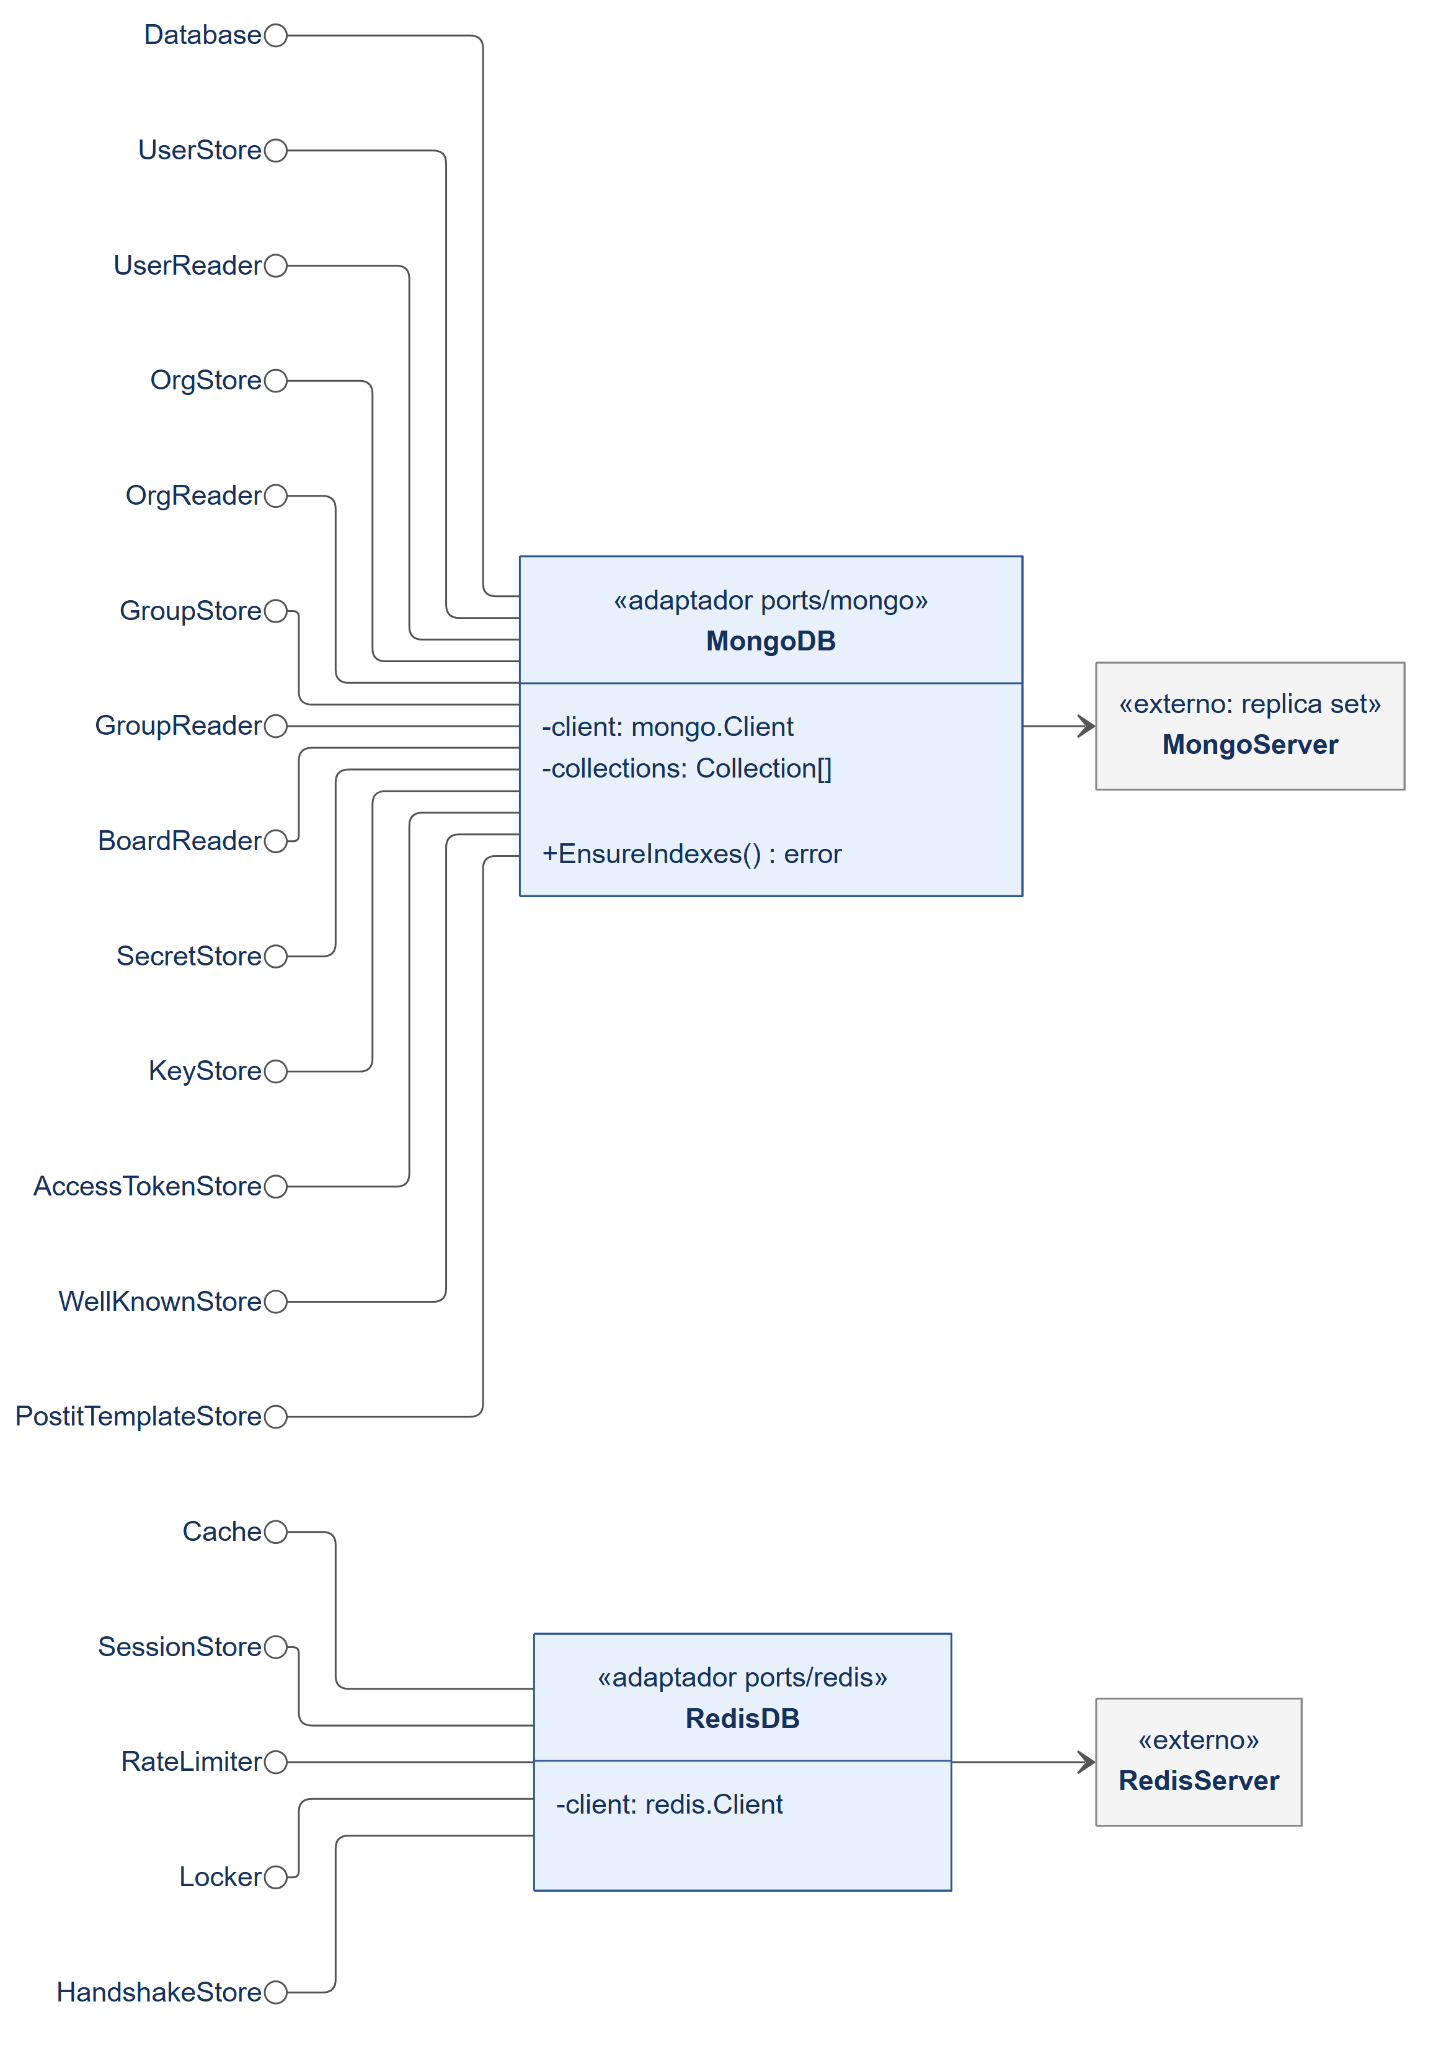 Database
UserStore
UserReader
OrgStore
OrgReader
GroupStore
GroupReader
BoardReader
SecretStore
KeyStore
AccessTokenStore
WellKnownStore
PostitTemplateStore
«adaptador ports/mongo»
MongoDB
-client: mongo.Client
-collections: Collection[]
+EnsureIndexes() : error
«externo: replica set»
MongoServer
Cache
SessionStore
RateLimiter
Locker
HandshakeStore
«adaptador ports/redis»
RedisDB
-client: redis.Client
«externo»
RedisServer